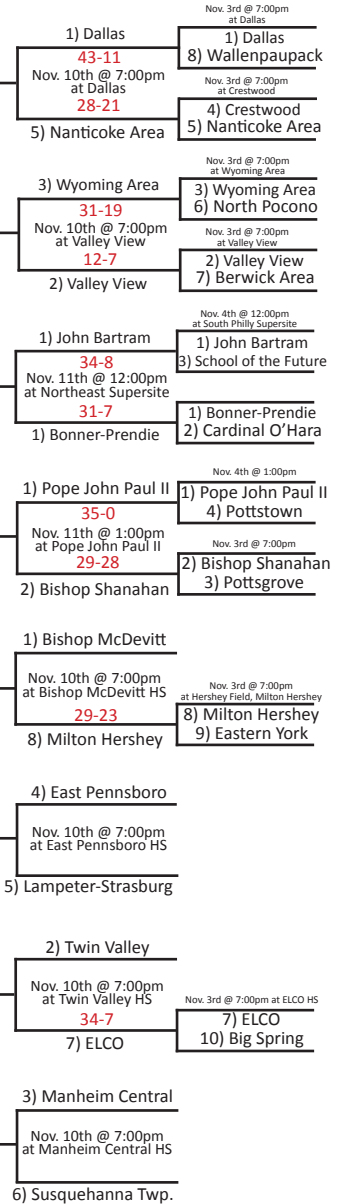 Nov. 3rd @ 7:00pm
at Dallas
1) Dallas
1) Dallas
8) Wallenpaupack
43-11
Nov. 10th @ 7:00pm
at Dallas
28-21
Nov. 3rd @ 7:00pm
at Crestwood
4) Crestwood
5) Nanticoke Area
5) Nanticoke Area
Nov. 3rd @ 7:00pm
at Wyoming Area
3) Wyoming Area
3) Wyoming Area
6) North Pocono
31-19
Nov. 10th @ 7:00pm
at Valley View
12-7
Nov. 3rd @ 7:00pm
at Valley View
2) Valley View
7) Berwick Area
2) Valley View
Nov. 4th @ 12:00pm
at South Philly Supersite
1) John Bartram
1) John Bartram
3) School of the Future
34-8
Nov. 11th @ 12:00pm
at Northeast Supersite
31-7
1) Bonner-Prendie
2) Cardinal O'Hara
1) Bonner-Prendie
Nov. 4th @ 1:00pm
1) Pope John Paul II
1) Pope John Paul II
4) Pottstown
35-0
Nov. 11th @ 1:00pm
at Pope John Paul II
29-28
Nov. 3rd @ 7:00pm
2) Bishop Shanahan
3) Pottsgrove
2) Bishop Shanahan
1) Bishop McDevitt
Nov. 10th @ 7:00pm
at Bishop McDevitt HS
29-23
Nov. 3rd @ 7:00pm
at Hershey Field, Milton Hershey
8) Milton Hershey
9) Eastern York
8) Milton Hershey
4) East Pennsboro
Nov. 10th @ 7:00pm
at East Pennsboro HS
5) Lampeter-Strasburg
2) Twin Valley
Nov. 10th @ 7:00pm
at Twin Valley HS
34-7
Nov. 3rd @ 7:00pm at ELCO HS
7) ELCO
10) Big Spring
7) ELCO
3) Manheim Central
Nov. 10th @ 7:00pm
at Manheim Central HS
6) Susquehanna Twp.